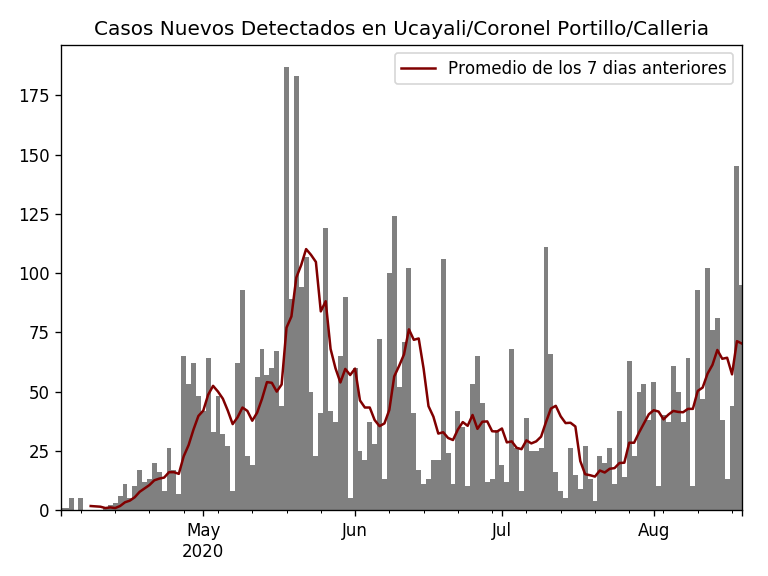 Casos Nuevos Detectados en Ucayali/Coronel Portillo/Calleria
Promedio de los 7 dias anteriores
175
150
125
100
75
50
25
0
May
Jun
Jul
Aug
2020